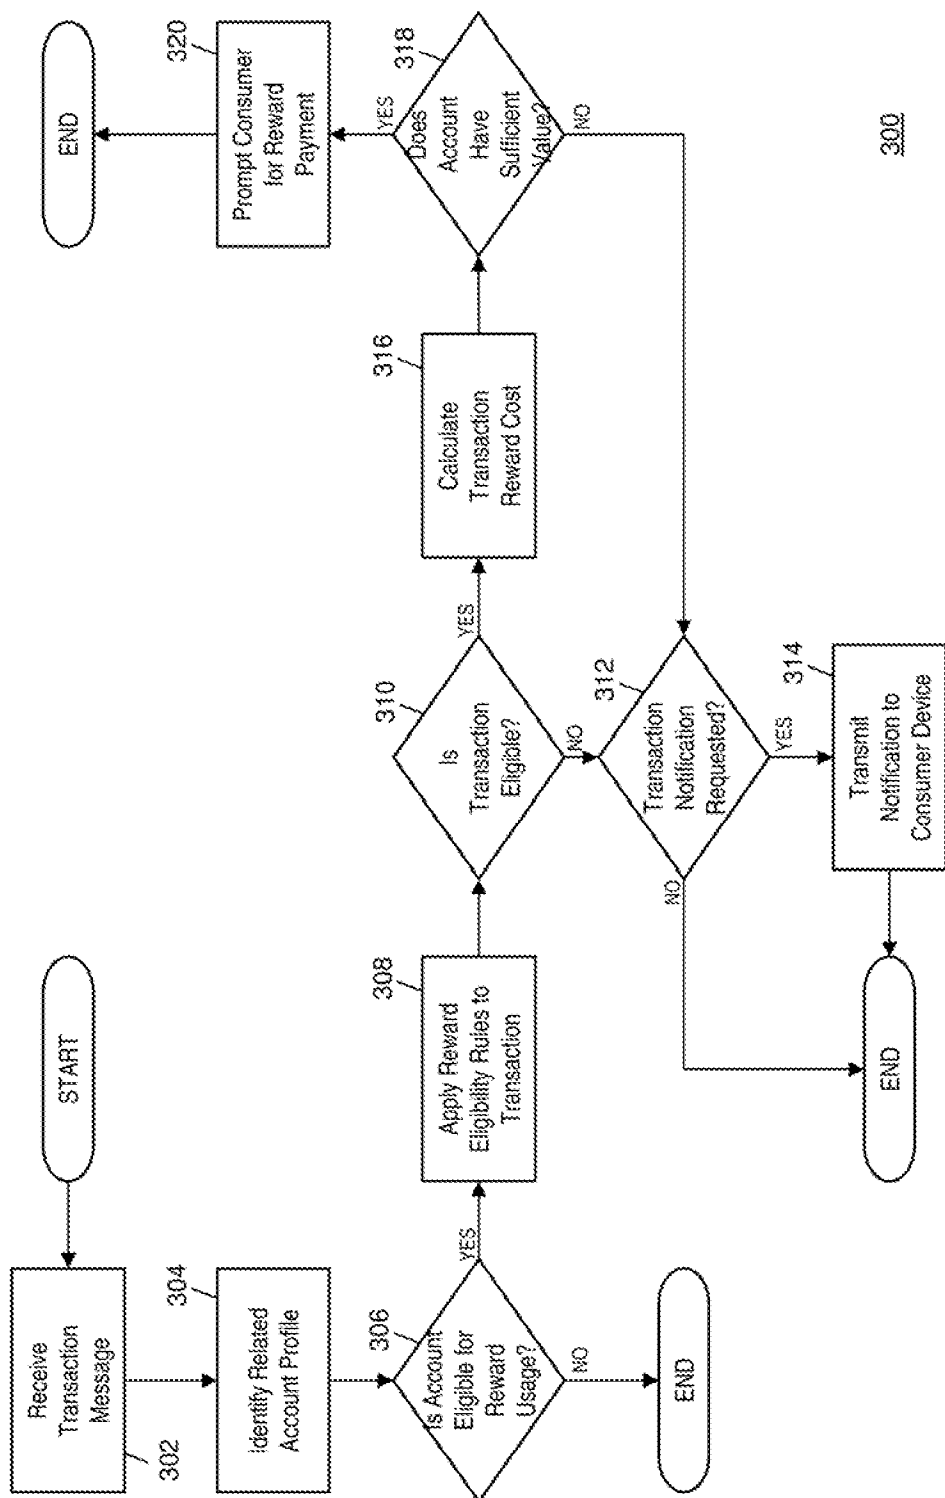 START
302
Receive
Transaction
Message
304
Identify Related
Account Profile
306
Is Account
Eligible for
Reward
Usage?
NO
END
YES
308
Apply Reward
Eligibility Rules to
Transaction
310
Is
Transaction
Eligible?
NO
YES
312
Transaction
Notification
Requested?
NO
YES
314
Transmit
Notification to
Consumer Device
END
316
Calculate
Transaction
Reward Cost
318
Does
Account
Have
Sufficient
Value?
NO
YES
320
Prompt Consumer
for Reward
Payment
END
300